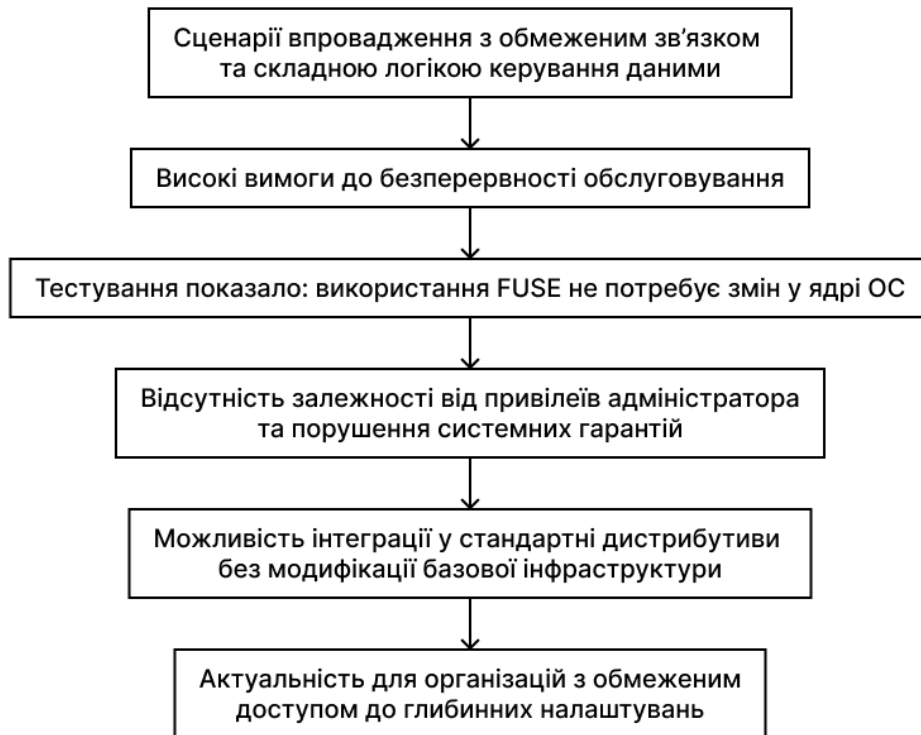 Сценарії впровадження з обмеженим зв’язком
та складною логікою керування даними
Високі вимоги до безперервності обслуговування
Тестування показало: використання FUSE не потребує змін у ядрі ОС
Відсутність залежності від привілеїв адміністратора
та порушення системних гарантій
Можливість інтеграції у стандартні дистрибутиви
без модифікації базової інфраструктури
Актуальність для організацій з обмеженим
доступом до глибинних налаштувань